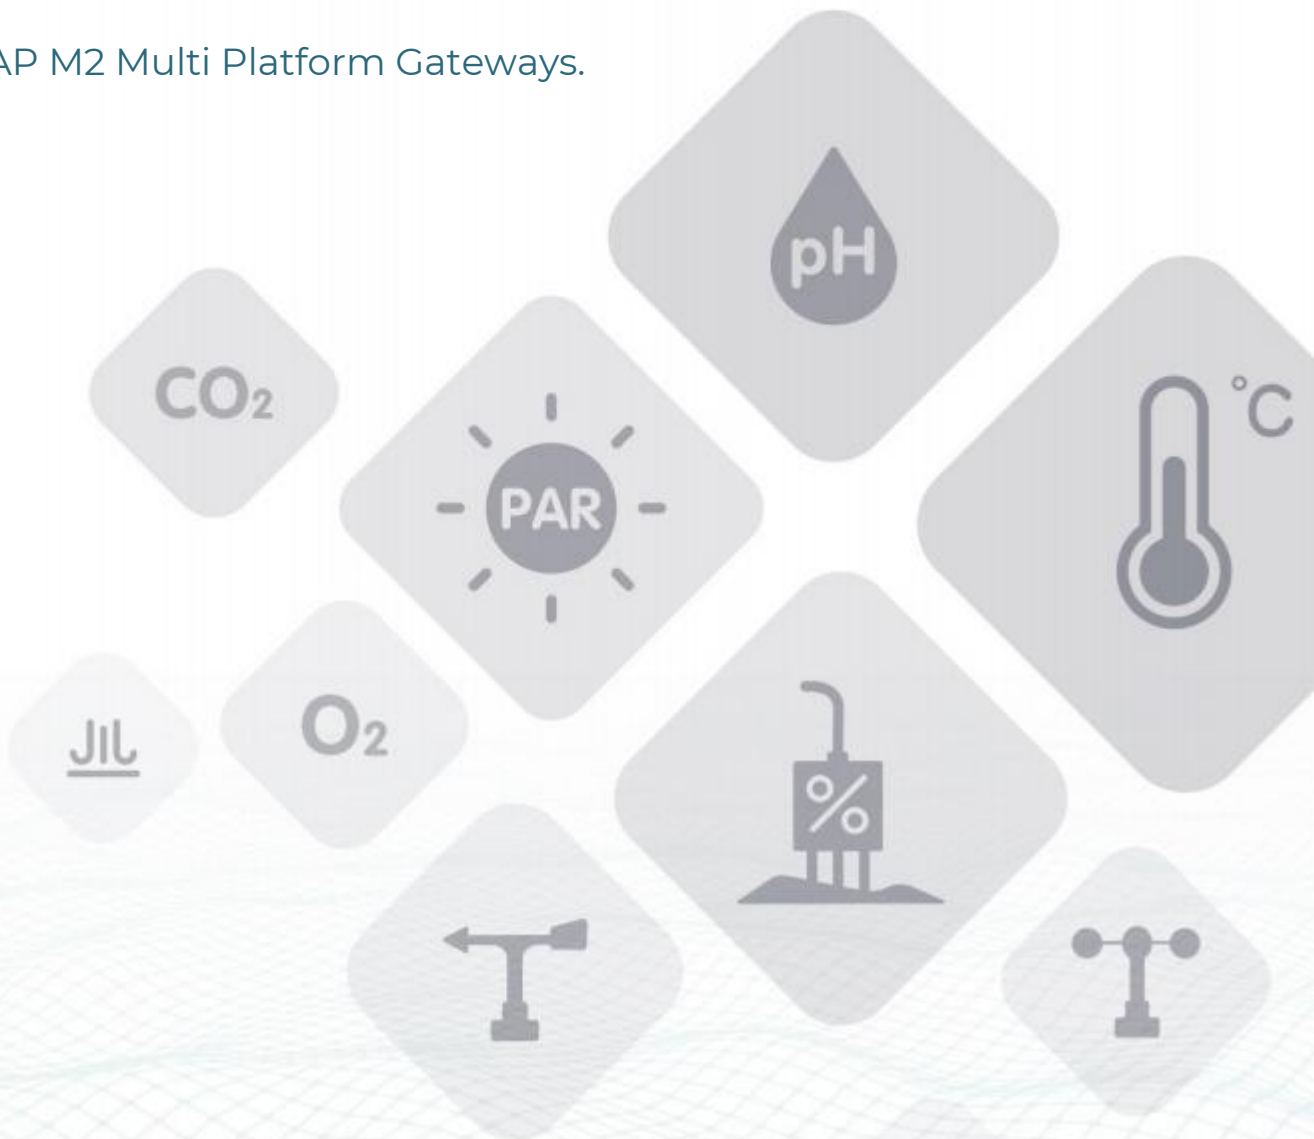 AP M2 Multi Platform Gateways.
pH
°C
CO₂
PAR
O₂
%